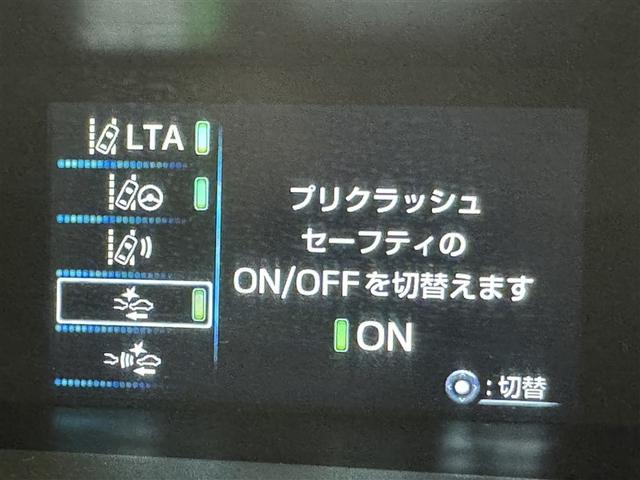 LTA
プリクラッシュ
セーフティの
ON/OFFを切替えます
ON
:切替